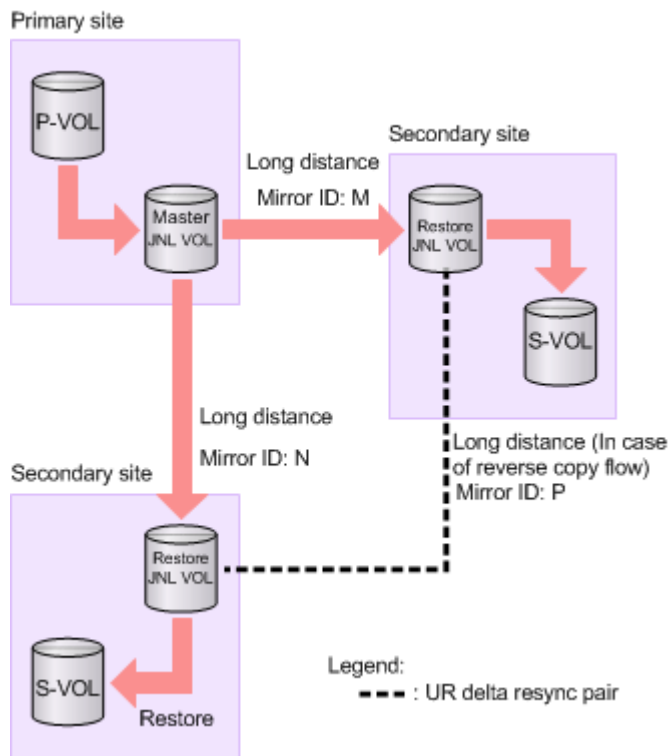 Primary site
P-VOL
Master
JNL VOL
Long distance
Mirror ID: M
Secondary site
Restore
JNL VOL
S-VOL
Long distance
Mirror ID: N
Long distance (In case
of reverse copy flow)
Mirror ID: P
Secondary site
Restore
JNL VOL
S-VOL
Restore
Legend:
: UR delta resync pair